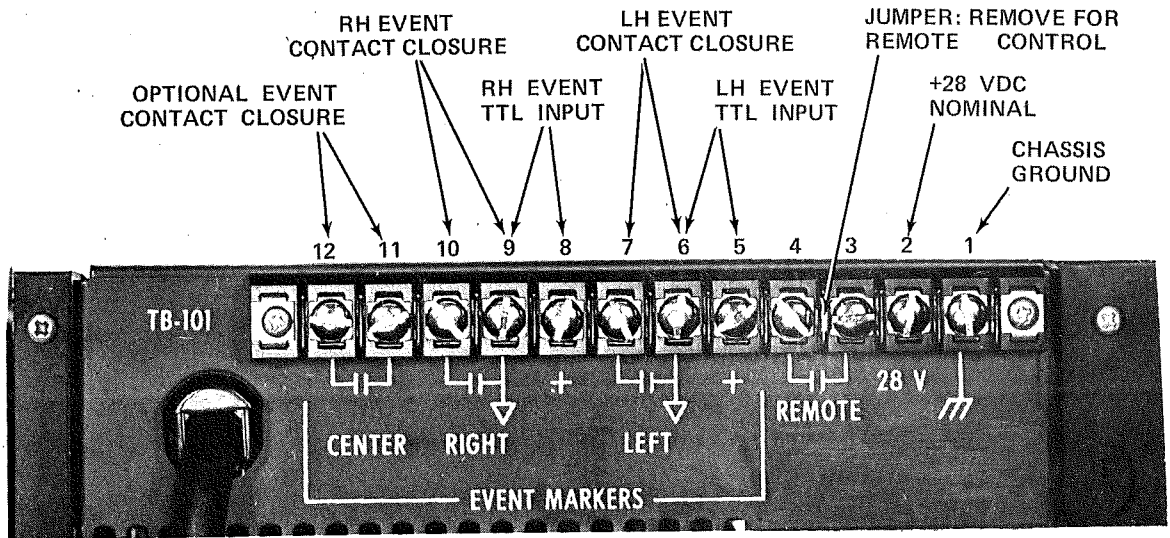 RH EVENT
CONTACT CLOSURE
LH EVENT
CONTACT CLOSURE
JUMPER: REMOVE FOR
REMOTE CONTROL
OPTIONAL EVENT
CONTACT CLOSURE
RH EVENT
TTL INPUT
LH EVENT
TTL INPUT
+28 VDC
NOMINAL
CHASSIS
GROUND
12 11 10 9 8 7 6 5 4 3 2 1
TB-101
+ + 28 V
REMOTE
CENTER RIGHT LEFT
EVENT MARKERS